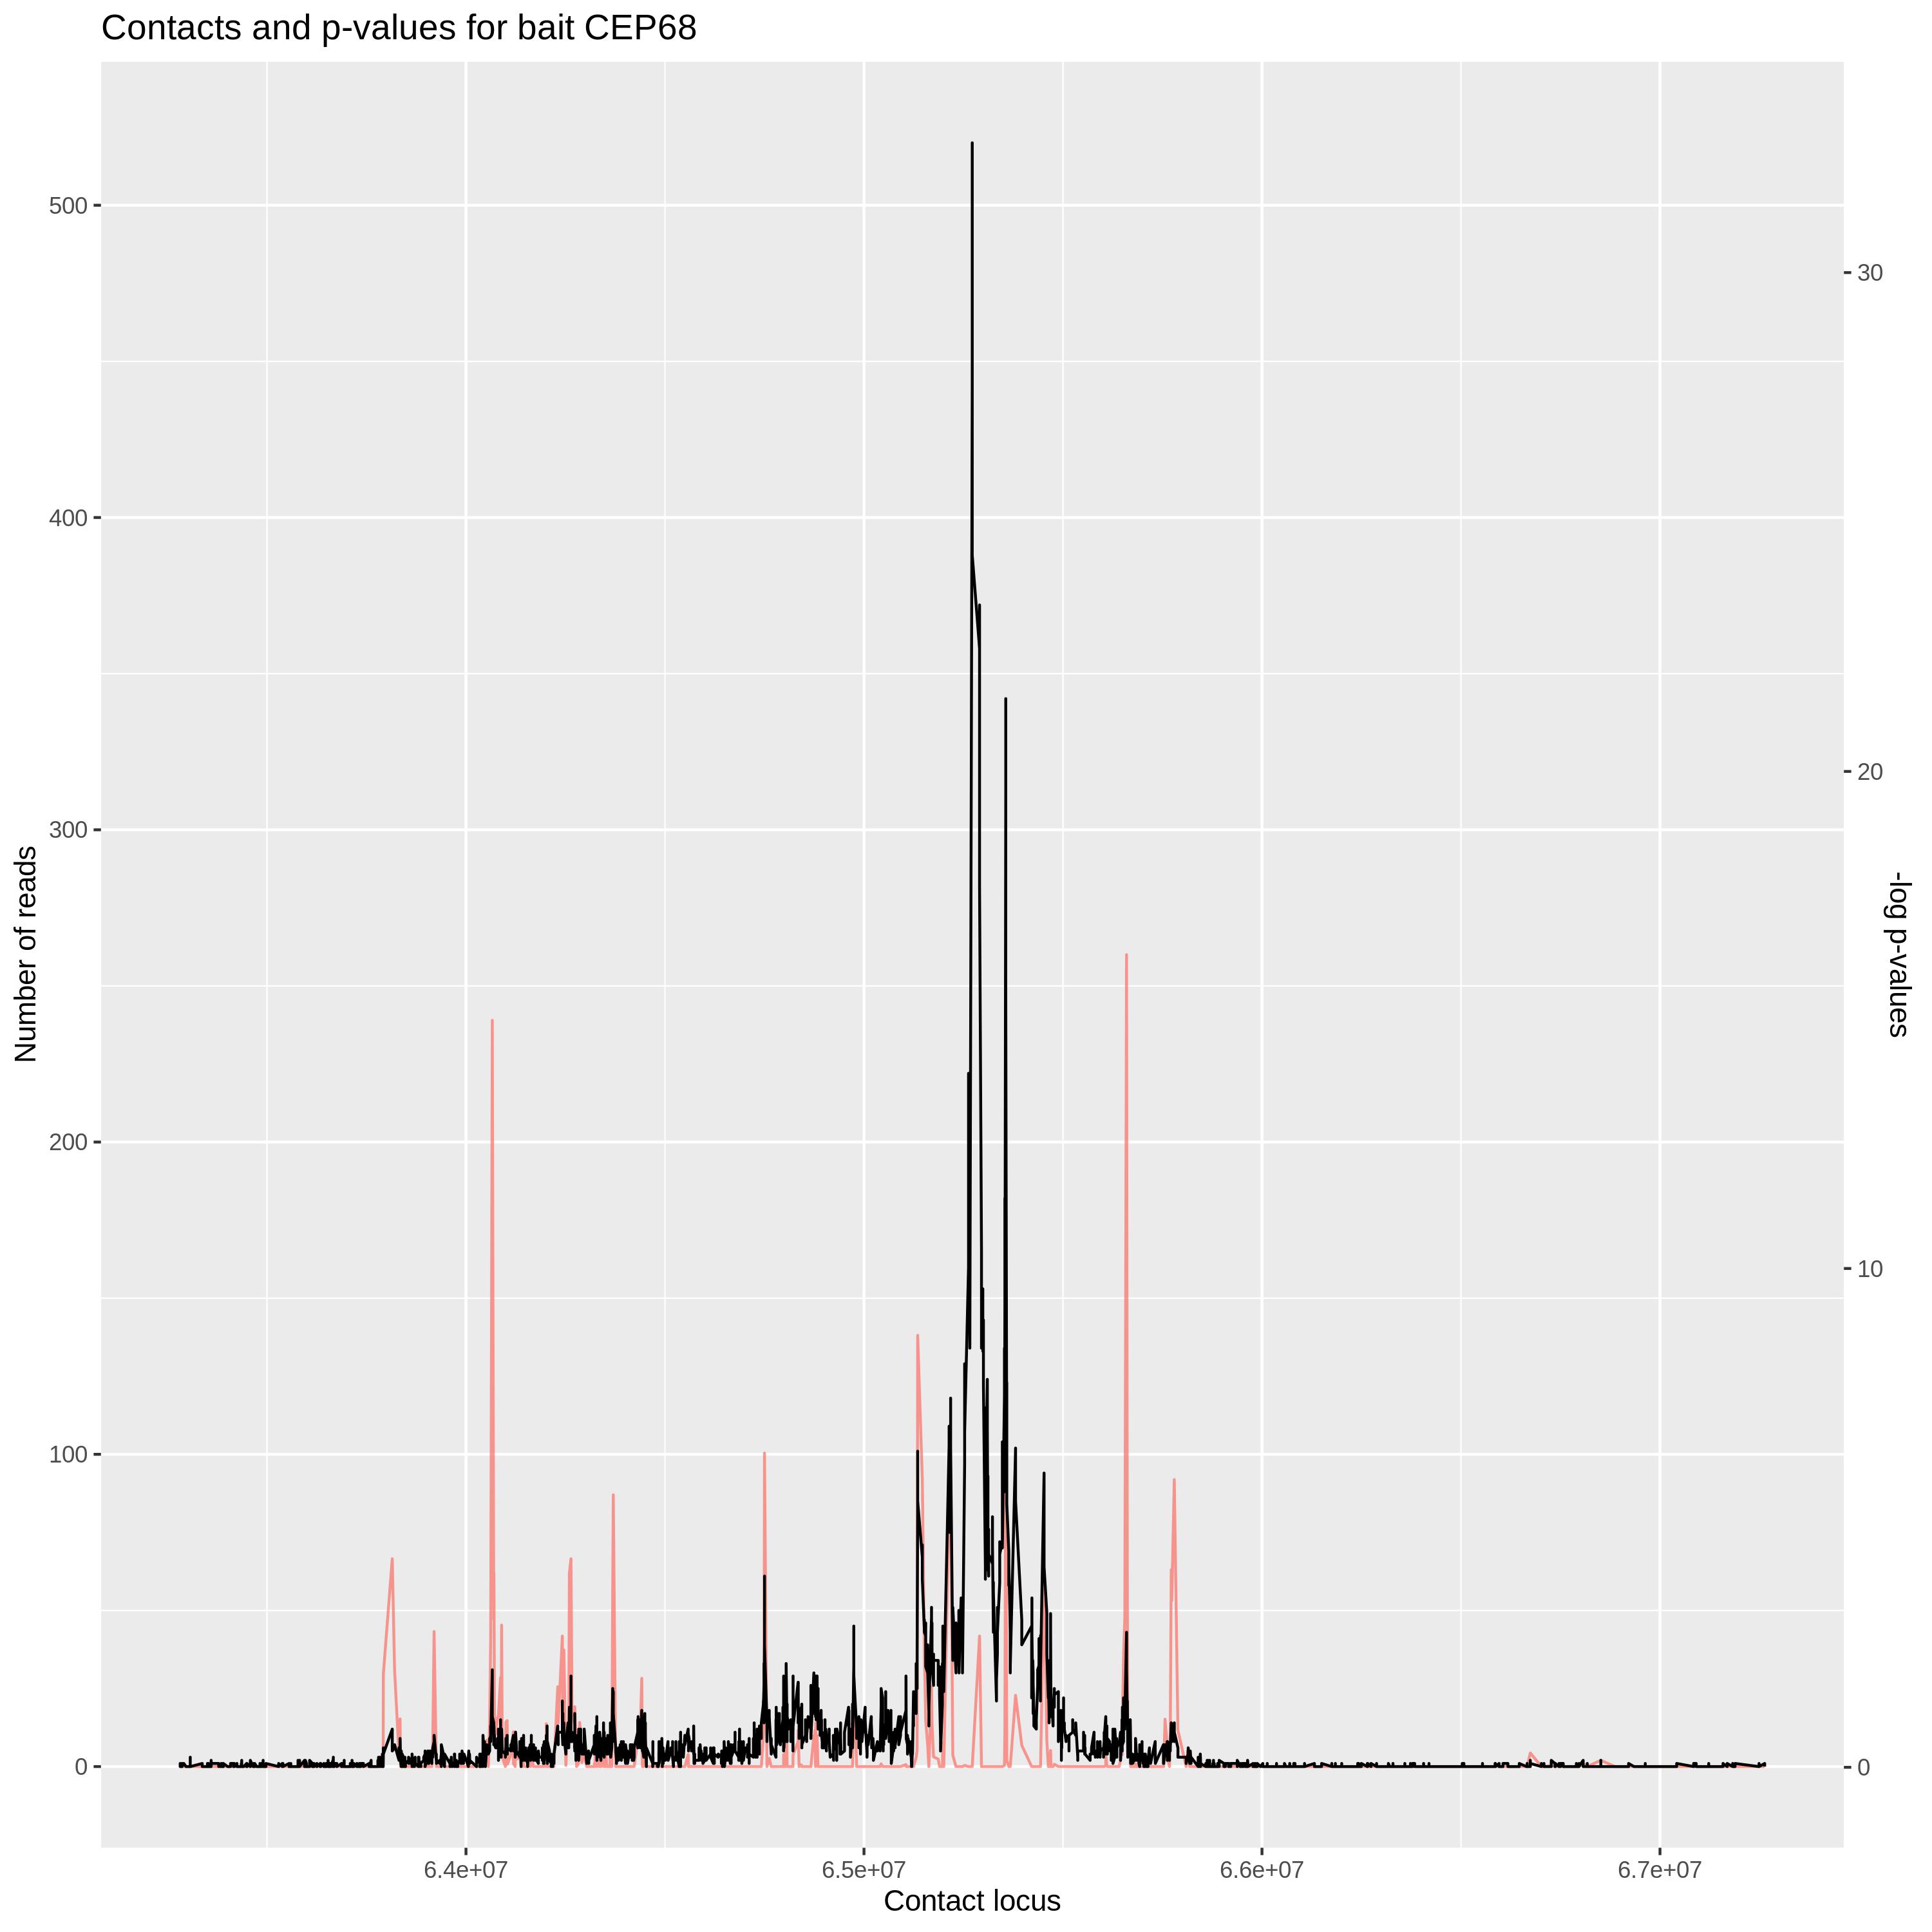 Contacts and p-values for bait CEP68
500
400
300
200
100
0
Number of reads
30
20
10
0
-log p-values
6.4e+07 6.5e+07 6.6e+07 6.7e+07
Contact locus